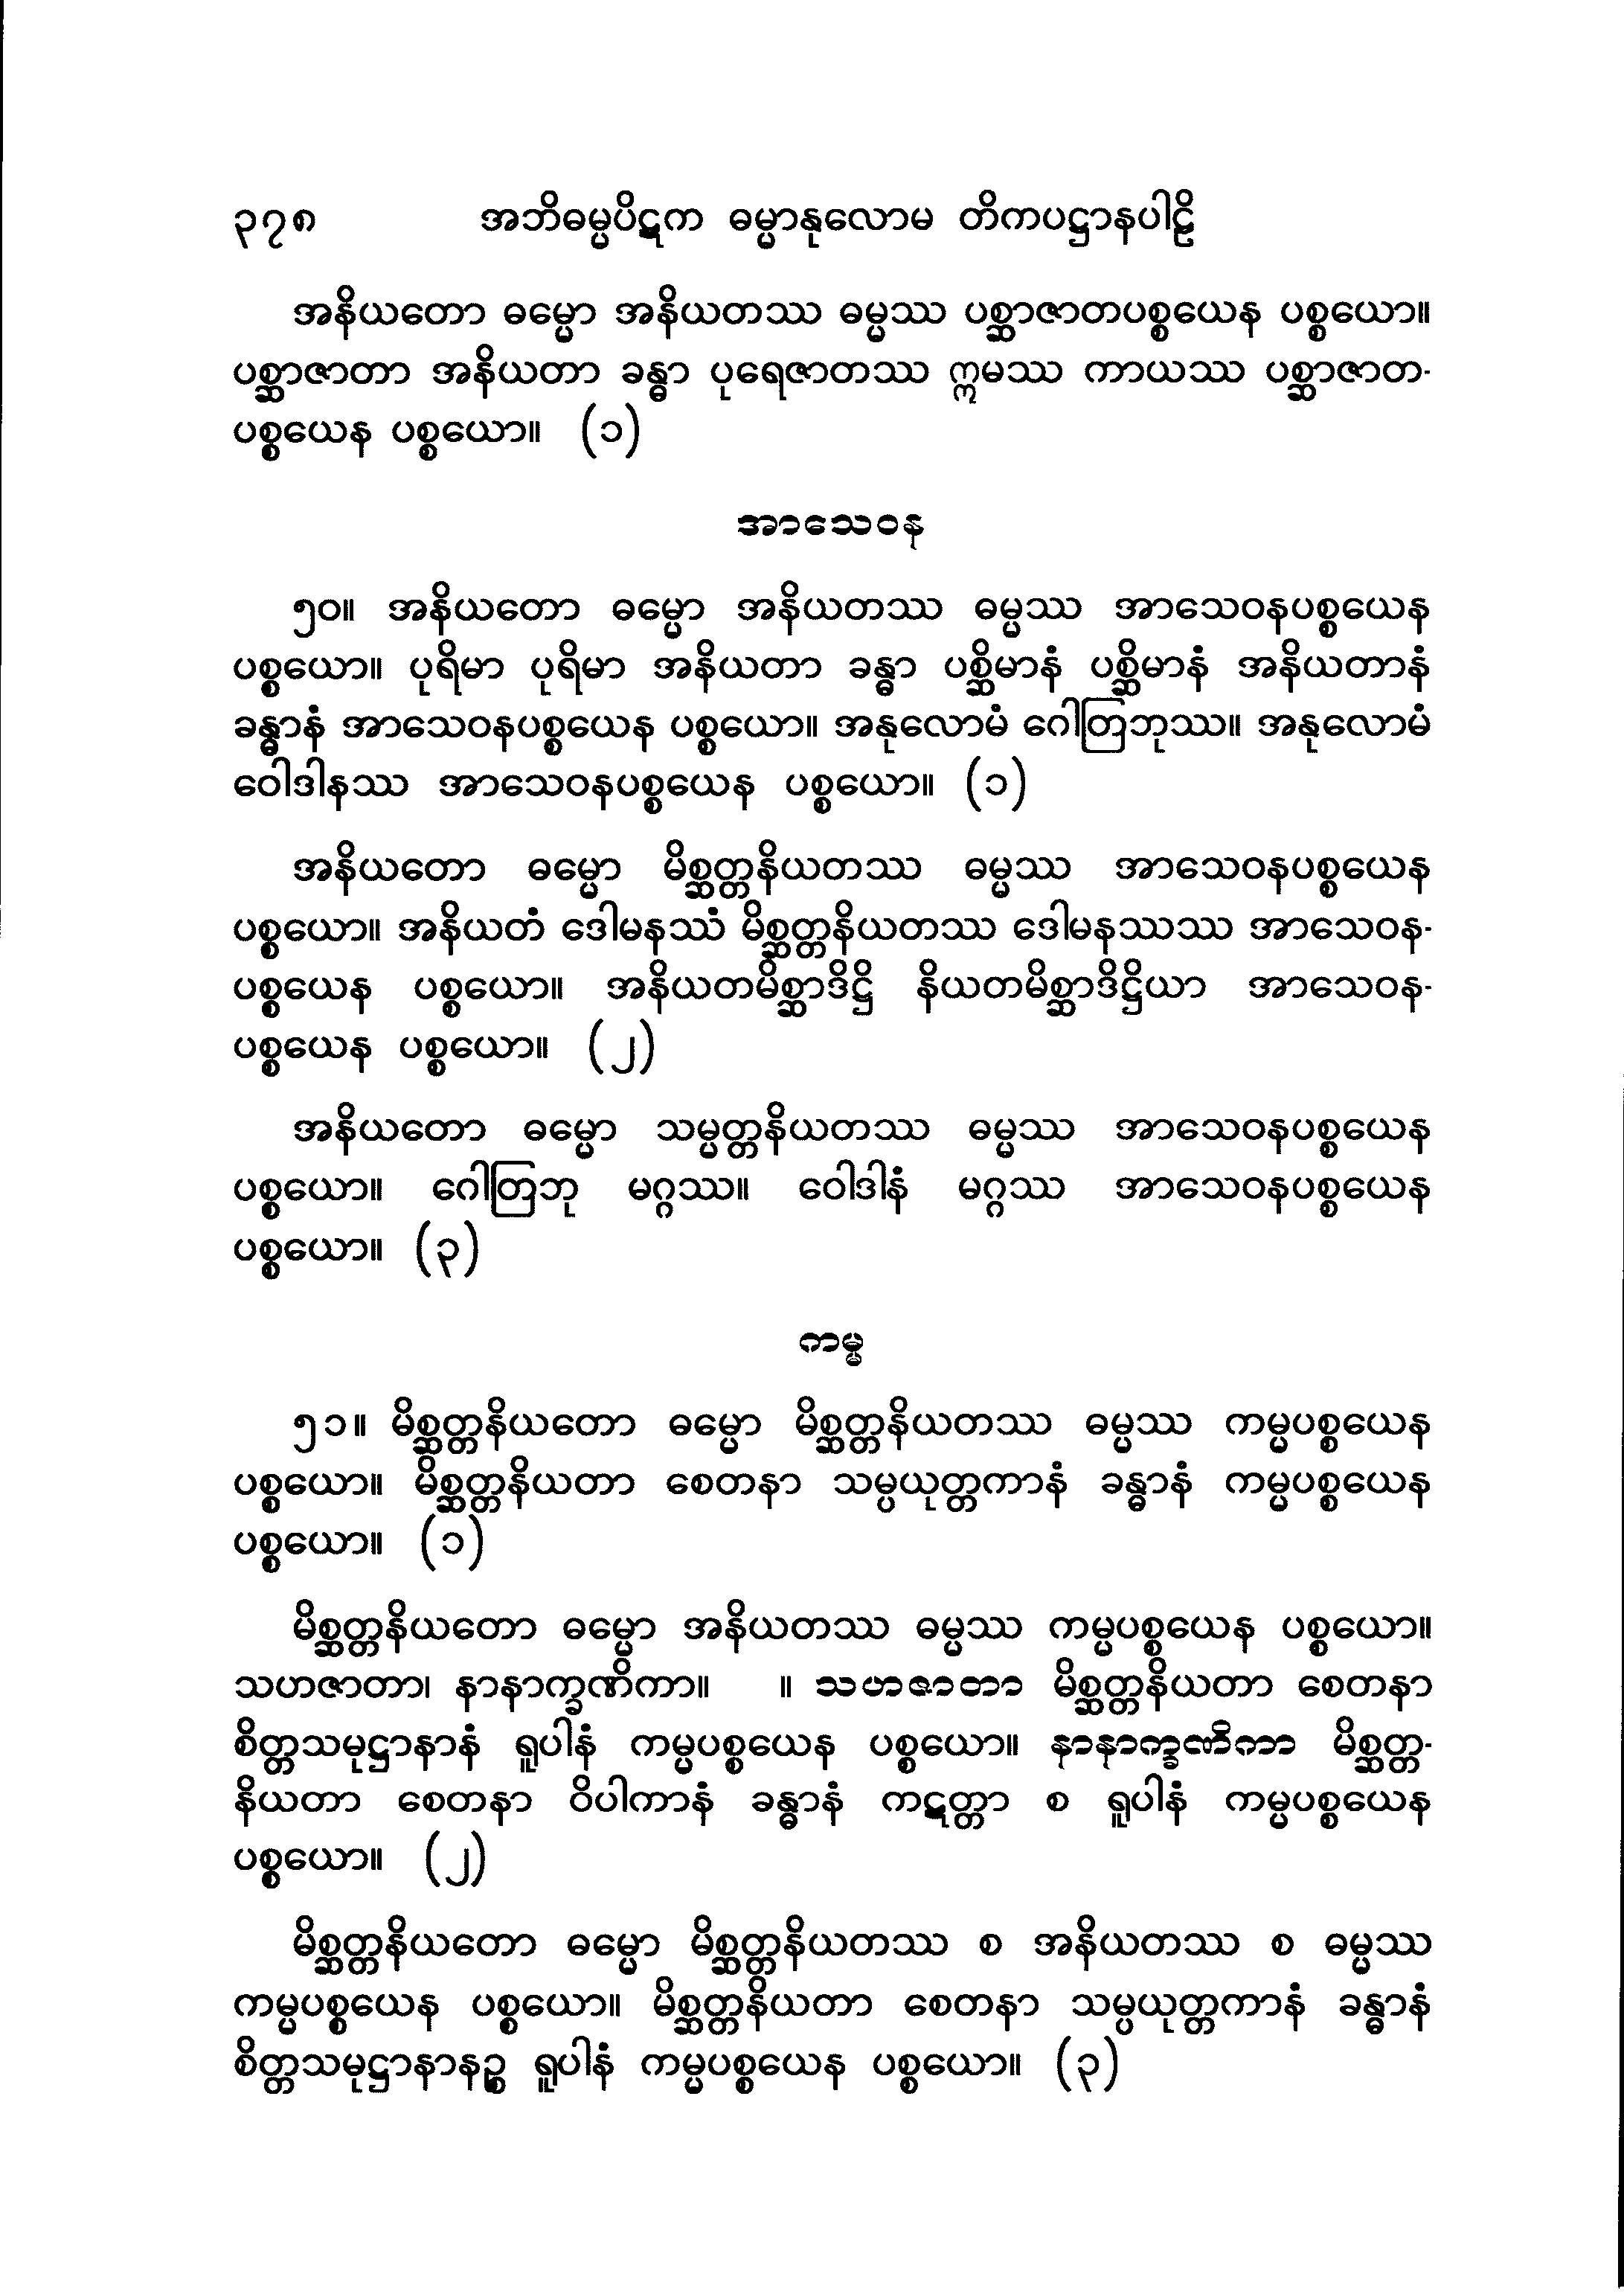 ၃၇၈ အဘိဓမ္မပိဋက ဓမ္မာနုလောမ တိကပဋ္ဌာနပါဠိ
အနိယတော ဓမ္မော အနိယတဿ ဓမ္မဿ ပစ္ဆာဇာတပစ္စယေန ပစ္စယော။
ပစ္ဆာဇာတာ အနိယတာ ခန္ဓာ ပုရေဇာတဿ ဣမဿ ကာယဿ ပစ္ဆာဇာတ-
ပစ္စယေန ပစ္စယော။ (၁)
အာသေဝန
၅၀။ အနိယတော ဓမ္မော အနိယတဿ ဓမ္မဿ အာသေဝနပစ္စယေန
ပစ္စယော။ ပုရိမာ ပုရိမာ အနိယတာ ခန္ဓာ ပစ္ဆိမာနံ ပစ္ဆိမာနံ အနိယတာနံ
ခန္ဓာနံ အာသေဝနပစ္စယေန ပစ္စယော။ အနုလောမံ ဂေါတြဘုဿ။ အနုလောမံ
ဝေါဒါနဿ အာသေဝနပစ္စယေန ပစ္စယော။ (၁)
အနိယတော ဓမ္မော မိစ္ဆတ္တနိယတဿ ဓမ္မဿ အာသေဝနပစ္စယေန
ပစ္စယော။ အနိယတံ ဒေါမနဿံ မိစ္ဆတ္တနိယတဿ ဒေါမနဿဿ အာသေဝန-
ပစ္စယေန ပစ္စယော။ အနိယတမိစ္ဆာဒိဋ္ဌိ နိယတမိစ္ဆာဒိဋ္ဌိယာ အာသေဝန-
ပစ္စယေန ပစ္စယော။ (၂)
အနိယတော ဓမ္မော သမ္မတ္တနိယတဿ ဓမ္မဿ အာသေဝနပစ္စယေန
ပစ္စယော။ ဂေါတြဘု မဂ္ဂဿ။ ဝေါဒါနံ မဂ္ဂဿ အာသေဝနပစ္စယေန
ပစ္စယော။ (၃)
ကမ္မ
၅၁။ မိစ္ဆတ္တနိယတော ဓမ္မော မိစ္ဆတ္တနိယတဿ ဓမ္မဿ ကမ္မပစ္စယေန
ပစ္စယော။ မိစ္ဆတ္တနိယတာ စေတနာ သမ္ပယုတ္တကာနံ ခန္ဓာနံ ကမ္မပစ္စယေန
ပစ္စယော။ (၁)
မိစ္ဆတ္တနိယတော ဓမ္မော အနိယတဿ ဓမ္မဿ ကမ္မပစ္စယေန ပစ္စယော။
သဟဇာတာ၊ နာနာက္ခဏိကာ။ ။ သဟဇာတာ မိစ္ဆတ္တနိယတာ စေတနာ
စိတ္တသမုဋ္ဌာနာနံ ရူပါနံ ကမ္မပစ္စယေန ပစ္စယော။ နာနာက္ခဏိကာ မိစ္ဆတ္တ-
နိယတာ စေတနာ ဝိပါကာနံ ခန္ဓာနံ ကဋတ္တာ စ ရူပါနံ ကမ္မပစ္စယေန
ပစ္စယော။ (၂)
မိစ္ဆတ္တနိယတော ဓမ္မော မိစ္ဆတ္တနိယတဿ စ အနိယတဿ စ ဓမ္မဿ
ကမ္မပစ္စယေန ပစ္စယော။ မိစ္ဆတ္တနိယတာ စေတနာ သမ္ပယုတ္တကာနံ ခန္ဓာနံ
စိတ္တသမုဋ္ဌာနာနဉ္စ ရူပါနံ ကမ္မပစ္စယေန ပစ္စယော။ (၃)